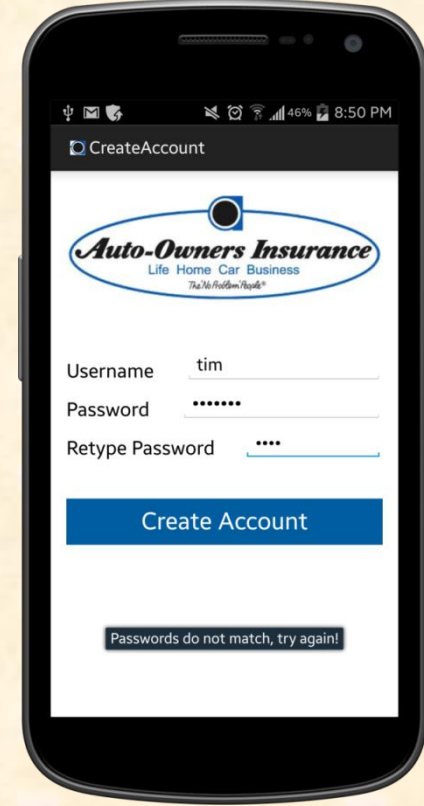 46% 8:50 PM
CreateAccount
Auto-Owners Insurance
Life Home Car Business
The "No Problem" People®
Username tim
Password •••••••
Retype Password ••••
Create Account
Passwords do not match, try again!